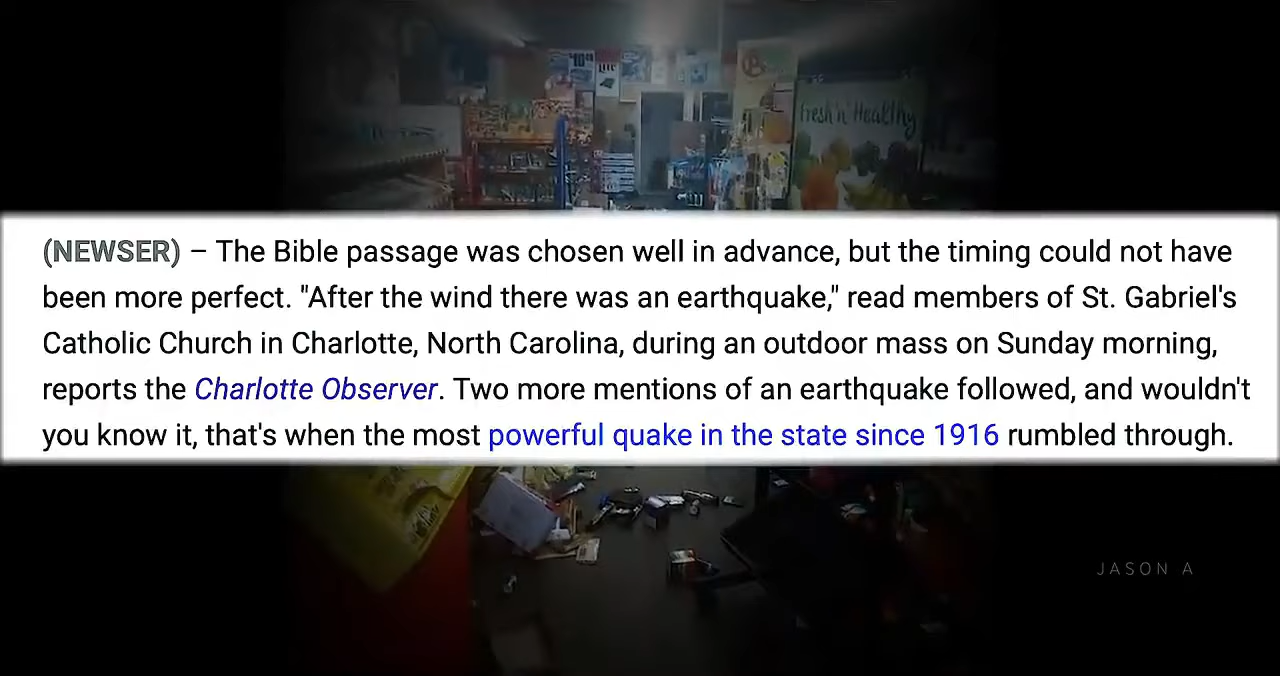 Fresh 'n' Healthy
(NEWSER) – The Bible passage was chosen well in advance, but the timing could not have
been more perfect. "After the wind there was an earthquake," read members of St. Gabriel's
Catholic Church in Charlotte, North Carolina, during an outdoor mass on Sunday morning,
reports the Charlotte Observer. Two more mentions of an earthquake followed, and wouldn't
you know it, that's when the most powerful quake in the state since 1916 rumbled through.
JASON A